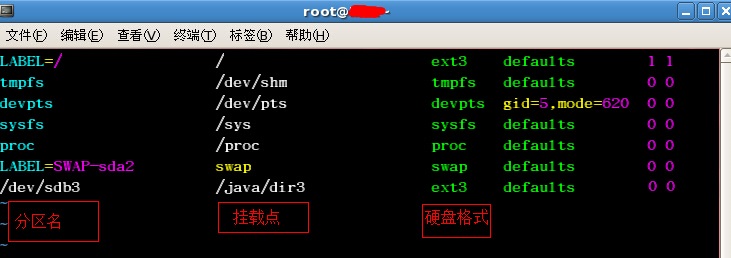 root@
文件(F) 编辑(E) 查看(V) 终端(T) 标签(B) 帮助(H)
LABEL=/ / ext3 defaults 1 1
tmpfs /dev/shm tmpfs defaults 0 0
devpts /dev/pts devpts gid=5,mode=620 0 0
sysfs /sys sysfs defaults 0 0
proc /proc proc defaults 0 0
LABEL=SWAP-sda2 swap swap defaults 0 0
/dev/sdb3 /java/dir3 ext3 defaults 0 0
~
分区名 挂载点 硬盘格式
~